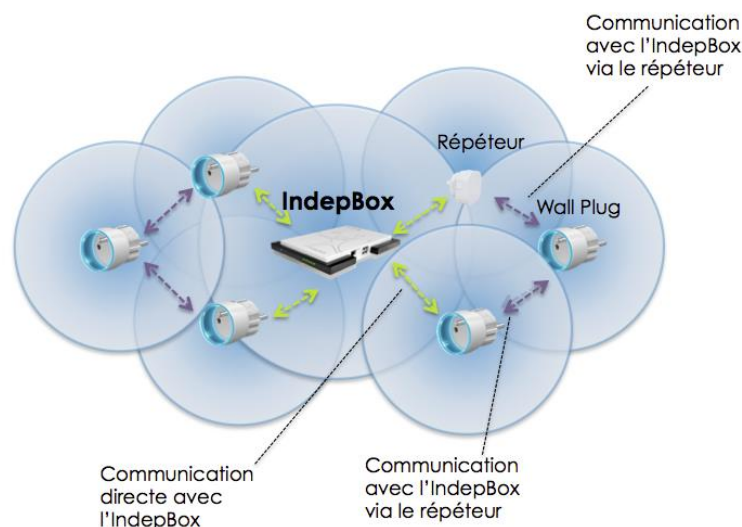 Communication
avec l'IndepBox
via le répéteur
Répéteur
IndepBox
Wall Plug
Communication
directe avec
l'IndepBox
Communication
avec l'IndepBox
via le répéteur